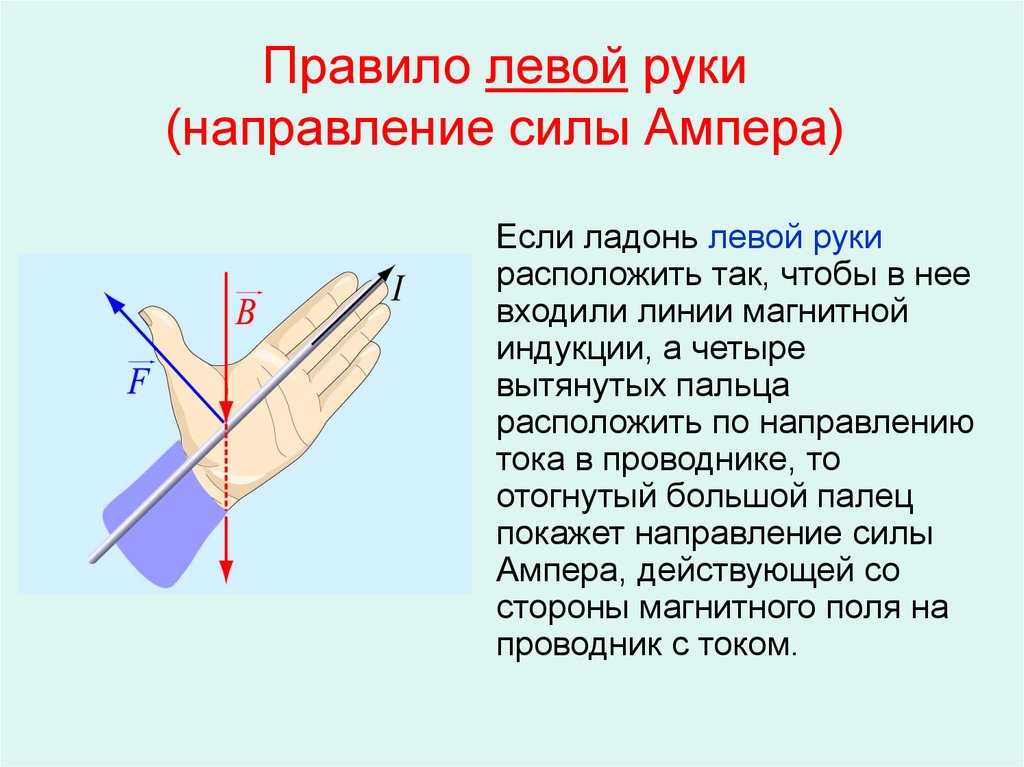 Правило левой руки
(направление силы Ампера)
B
I
F
Если ладонь левой руки
расположить так, чтобы в нее
входили линии магнитной
индукции, а четыре
вытянутых пальца
расположить по направлению
тока в проводнике, то
отогнутый большой палец
покажет направление силы
Ампера, действующей со
стороны магнитного поля на
проводник с током.